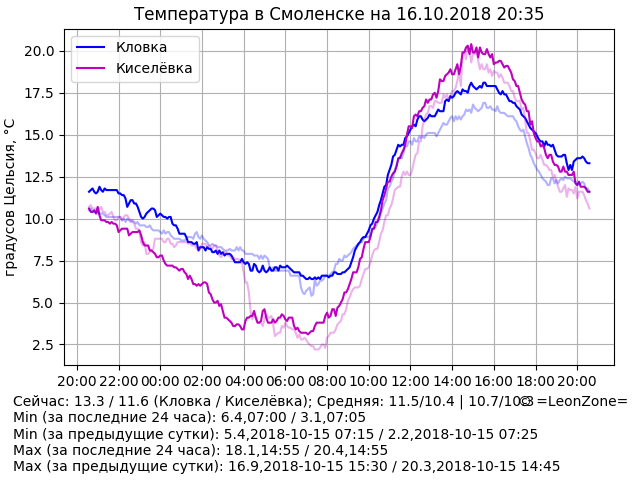 Температура в Смоленске на 16.10.2018 20:35
Кловка
Киселёвка
градусов Цельсия, °C
20.0
17.5
15.0
12.5
10.0
7.5
5.0
2.5
20:00 22:00 00:00 02:00 04:00 06:00 08:00 10:00 12:00 14:00 16:00 18:00 20:00
Сейчас: 13.3 / 11.6 (Кловка / Киселёвка); Средняя: 11.5/10.4 | 10.7/10.3 © =LeonZone=
Min (за последние 24 часа): 6.4,07:00 / 3.1,07:05
Min (за предыдущие сутки): 5.4,2018-10-15 07:15 / 2.2,2018-10-15 07:25
Max (за последние 24 часа): 18.1,14:55 / 20.4,14:55
Max (за предыдущие сутки): 16.9,2018-10-15 15:30 / 20.3,2018-10-15 14:45